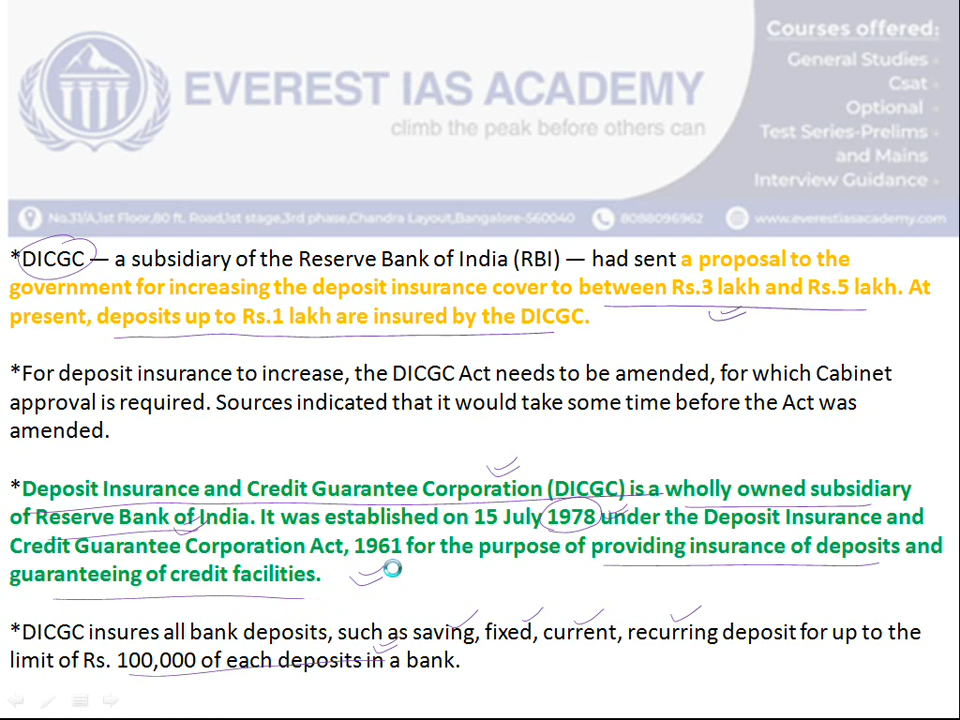 EVEREST IAS ACADEMY
climb the peak before others can
Courses offered:
General Studies
Csat
Optional
Test Series-Prelims
and Mains
Interview Guidance
No.31/A,1st Floor,80 ft. Road,1st stage,3rd phase,Chandra Layout,Bangalore-560040
8088096962
www.everestiasacademy.com
*DICGC — a subsidiary of the Reserve Bank of India (RBI) — had sent a proposal to the
government for increasing the deposit insurance cover to between Rs.3 lakh and Rs.5 lakh. At
present, deposits up to Rs.1 lakh are insured by the DICGC.
*For deposit insurance to increase, the DICGC Act needs to be amended, for which Cabinet
approval is required. Sources indicated that it would take some time before the Act was
amended.
*Deposit Insurance and Credit Guarantee Corporation (DICGC) is a wholly owned subsidiary
of Reserve Bank of India. It was established on 15 July 1978 under the Deposit Insurance and
Credit Guarantee Corporation Act, 1961 for the purpose of providing insurance of deposits and
guaranteeing of credit facilities.
*DICGC insures all bank deposits, such as saving, fixed, current, recurring deposit for up to the
limit of Rs. 100,000 of each deposits in a bank.